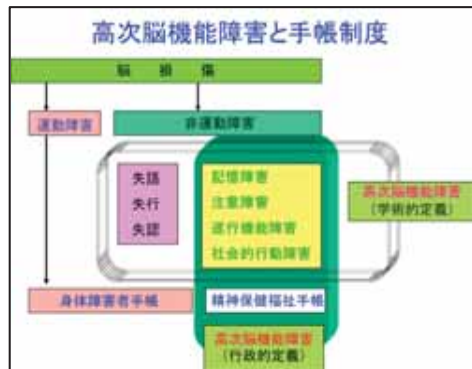 高次脳機能障害と手帳制度
脳 損 傷
運動障害
非運動障害
失語
失行
失認
記憶障害
注意障害
遂行機能障害
社会的行動障害
高次脳機能障害
(学術的定義)
身体障害者手帳
精神保健福祉手帳
高次脳機能障害
(行政的定義)